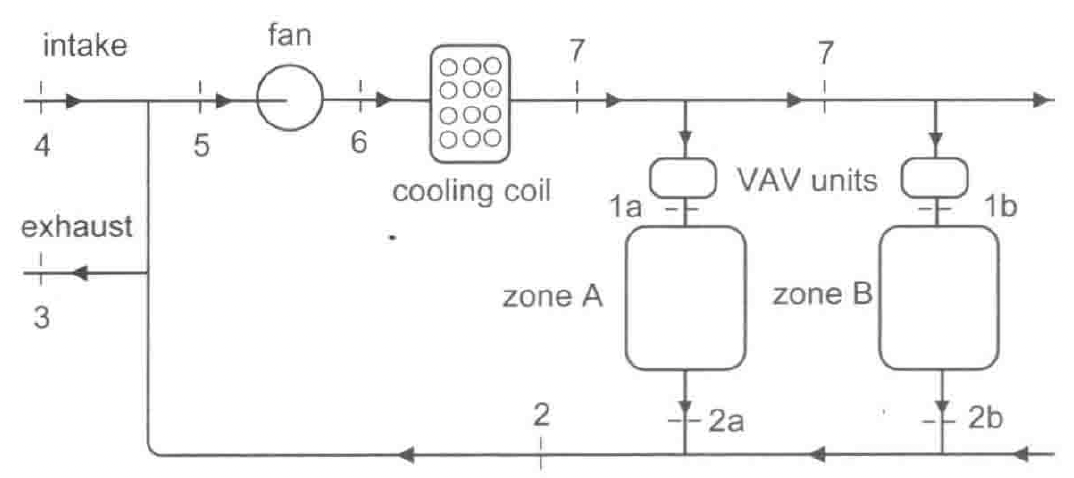 intake
fan
7
7
4
5
6
cooling coil
VAV units
1a
1b
exhaust
zone A
zone B
3
2
2a
2b